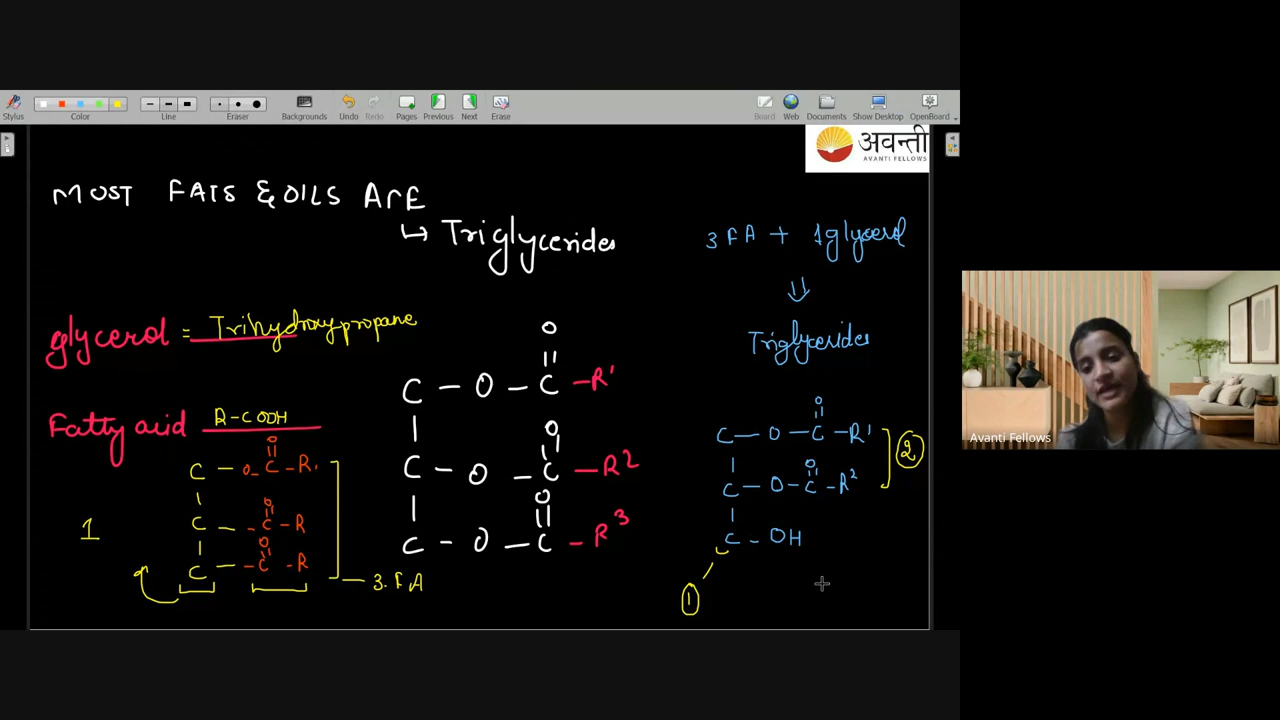 Stylus
Color
Line
Eraser
Backgrounds
Undo
Redo
Pages
Previous
Next
Erase
Board
Web
Documents
Show Desktop
OpenBoard
अवन्ती
AVANTI FELLOWS
MOST FATS & OILS ArE
↳ Triglycerides
glycerol = Trihydroxypropane
Fatty acid R-COOH
C - O - C - R1
O
C - - C - R
O
C - - C - R
O
1
3.FA
O
C - O - C - R'
O
C - O - C - R2
O
C - O - C - R3
3 FA + 1glycerol
⇓
Triglycerides
O
C - O - C - R'
O
C - O - C - R2
C - OH
2
1
Avanti Fellows